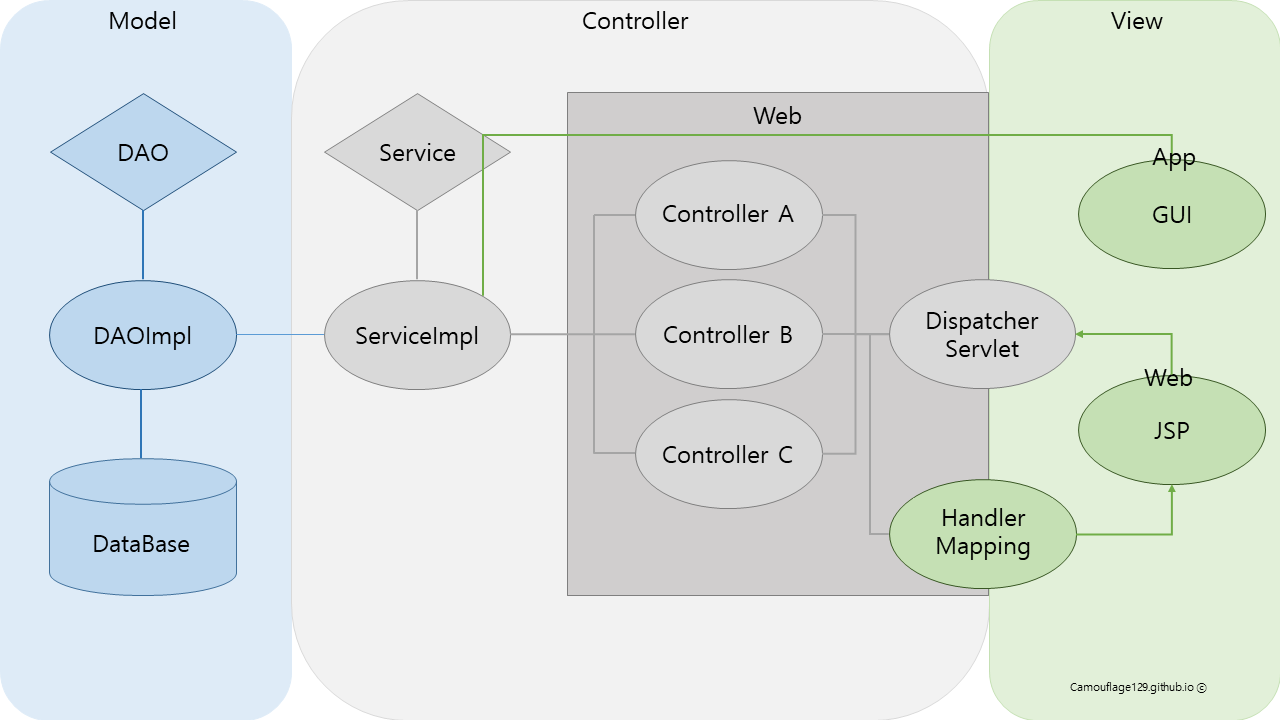 Model
Controller
View
Web
DAO
Service
App
GUI
Controller A
DAOImpl
ServiceImpl
Controller B
Dispatcher
Servlet
Web
JSP
Controller C
Handler
Mapping
DataBase
Camouflage129.github.io ©